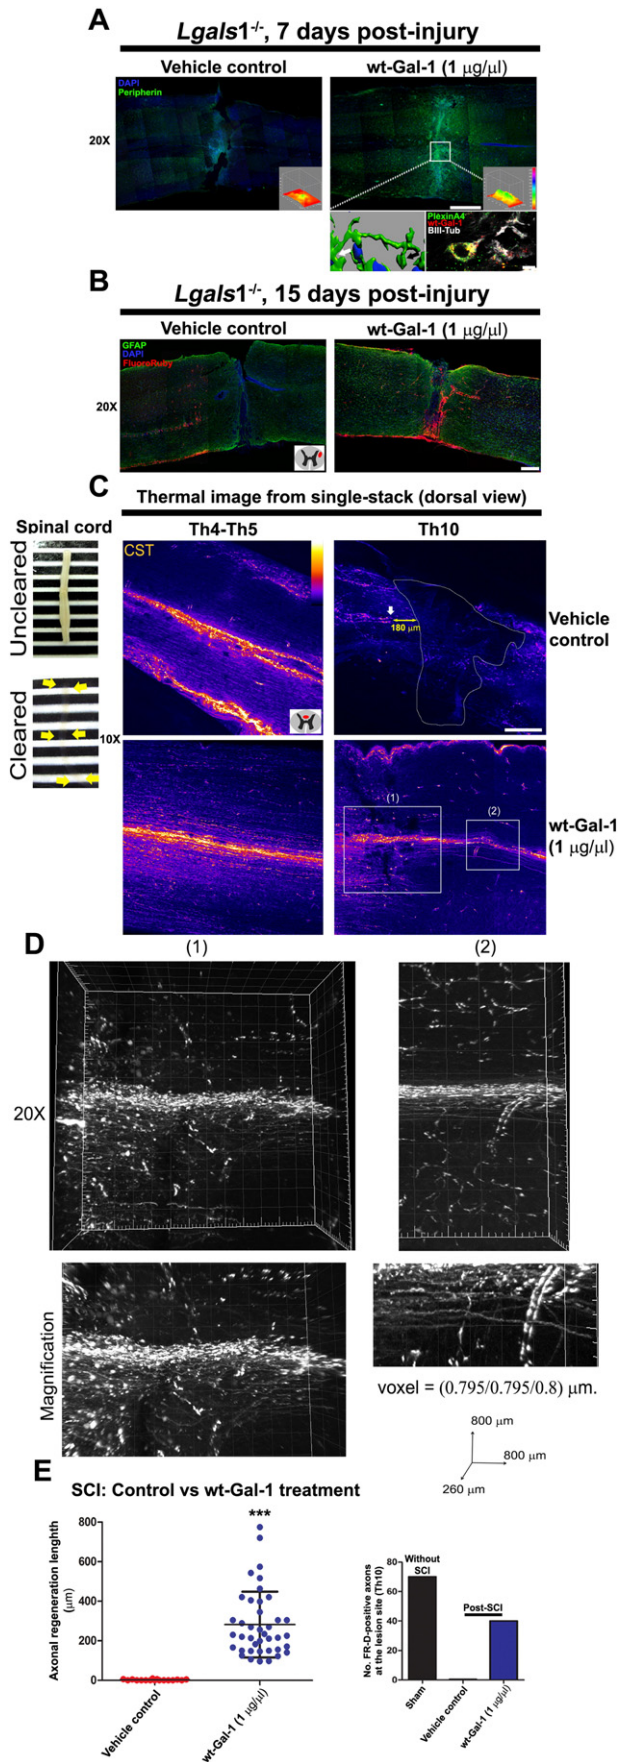 A
Lgals1-/-, 7 days post-injury
Vehicle control
wt-Gal-1 (1 μg/μl)
DAPI
Peripherin
20X
PlexinA4
wt-Gal-1
BIII-Tub
B
Lgals1-/-, 15 days post-injury
Vehicle control
wt-Gal-1 (1 μg/μl)
GFAP
DAPI
FluoroRuby
20X
C
Thermal image from single-stack (dorsal view)
Spinal cord
Th4-Th5
Th10
Uncleared
CST
180 μm
Vehicle
control
Cleared
10X
(1)
(2)
wt-Gal-1
(1 μg/μl)
D
(1)
(2)
20X
Magnification
voxel = (0.795/0.795/0.8) μm.
800 μm
800 μm
260 μm
E
SCI: Control vs wt-Gal-1 treatment
***
Axonal regeneration lenghth
(μm)
800
600
400
200
0
Vehicle control
wt-Gal-1 (1 μg/μl)
No. FR-D-positive axons
at the lesion site (Th10)
80
60
40
20
0
Without
SCI
Post-SCI
Sham
Vehicle control
wt-Gal-1 (1 μg/μl)